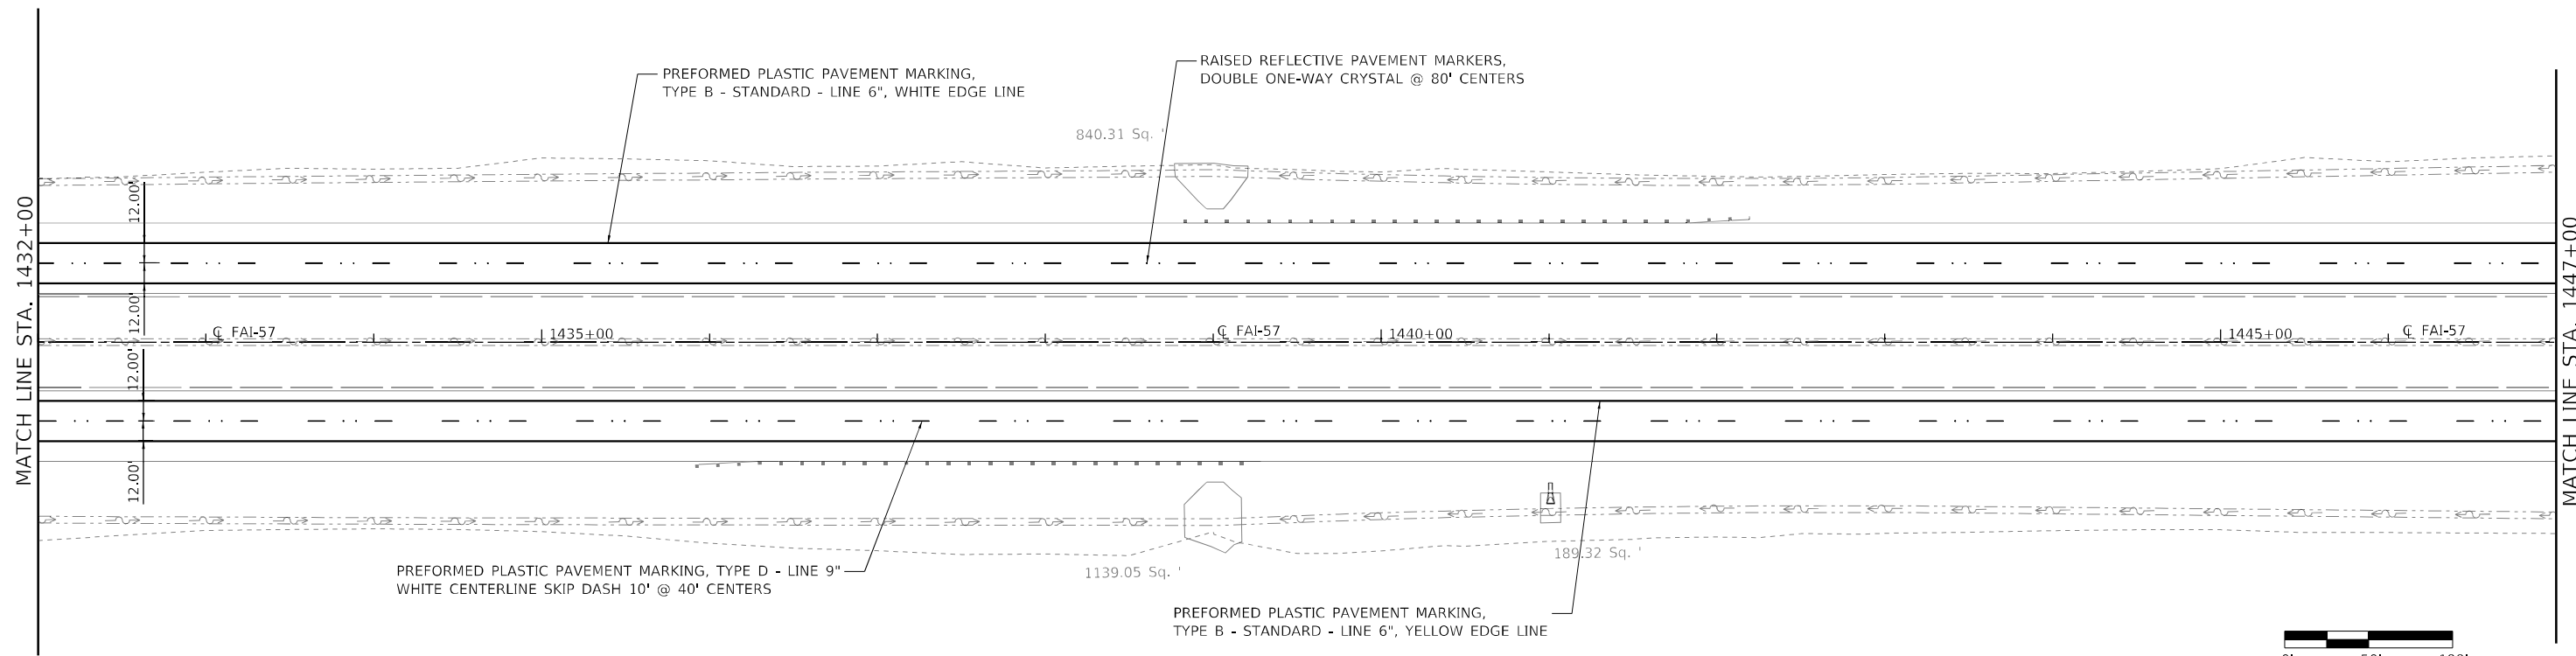 PREFORMED PLASTIC PAVEMENT MARKING,
TYPE B - STANDARD - LINE 6", WHITE EDGE LINE
RAISED REFLECTIVE PAVEMENT MARKERS,
DOUBLE ONE-WAY CRYSTAL @ 80' CENTERS
840.31 Sq. '
MATCH LINE STA. 1432+00
12.00'
12.00'
12.00'
12.00'
℄ FAI-57
1435+00
℄ FAI-57
1440+00
1445+00
℄ FAI-57
MATCH LINE STA. 1447+00
PREFORMED PLASTIC PAVEMENT MARKING, TYPE D - LINE 9"
WHITE CENTERLINE SKIP DASH 10' @ 40' CENTERS
1139.05 Sq. '
189.32 Sq. '
PREFORMED PLASTIC PAVEMENT MARKING,
TYPE B - STANDARD - LINE 6", YELLOW EDGE LINE